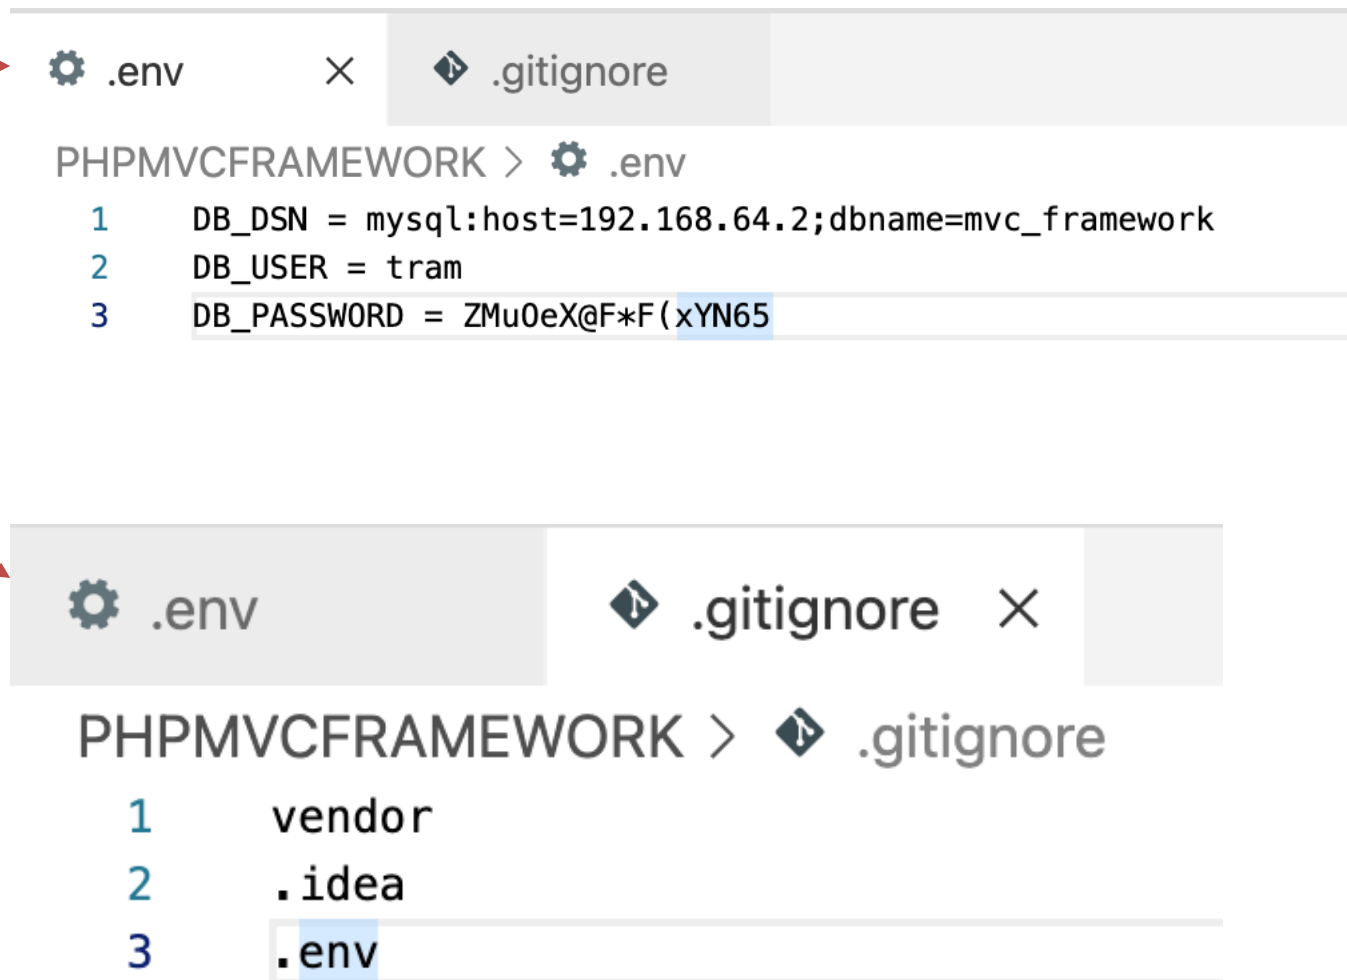 .env .gitignore
PHPMVCFRAMEWORK > .env
1 DB_DSN = mysql:host=192.168.64.2;dbname=mvc_framework
2 DB_USER = tram
3 DB_PASSWORD = ZMuOeX@F*F(xYN65
.env .gitignore
PHPMVCFRAMEWORK > .gitignore
1 vendor
2 .idea
3 .env